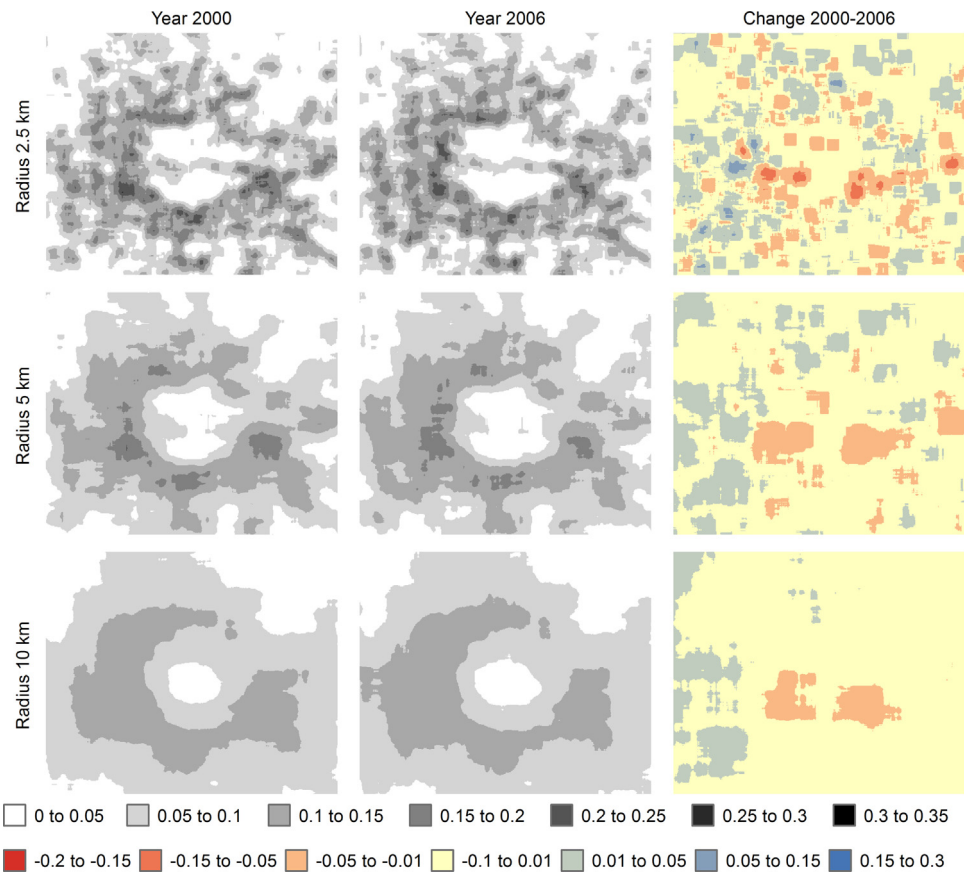 Year 2000
Year 2006
Change 2000-2006
Radius 2.5 km
Radius 5 km
Radius 10 km
0 to 0.05
0.05 to 0.1
0.1 to 0.15
0.15 to 0.2
0.2 to 0.25
0.25 to 0.3
0.3 to 0.35
-0.2 to -0.15
-0.15 to -0.05
-0.05 to -0.01
-0.1 to 0.01
0.01 to 0.05
0.05 to 0.15
0.15 to 0.3